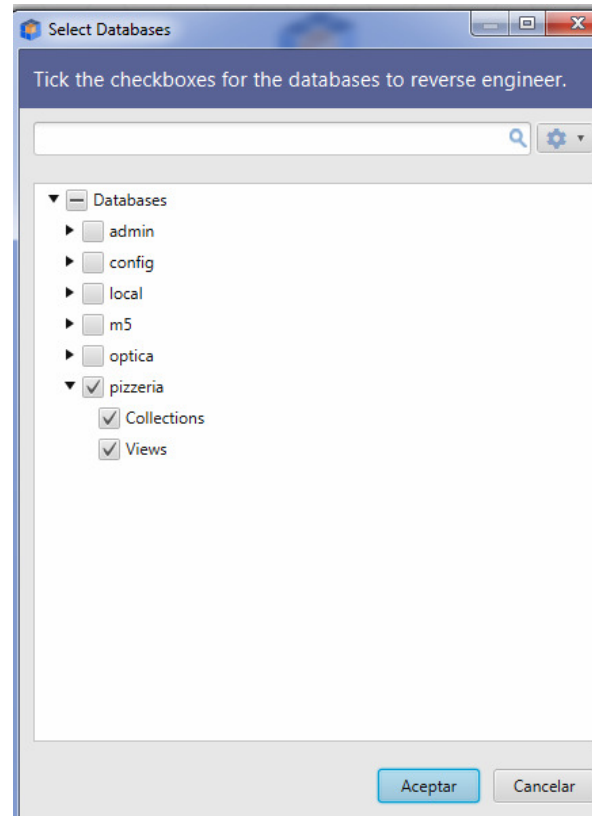 Select Databases
Tick the checkboxes for the databases to reverse engineer.
Databases
admin
config
local
m5
optica
pizzeria
Collections
Views
Aceptar
Cancelar